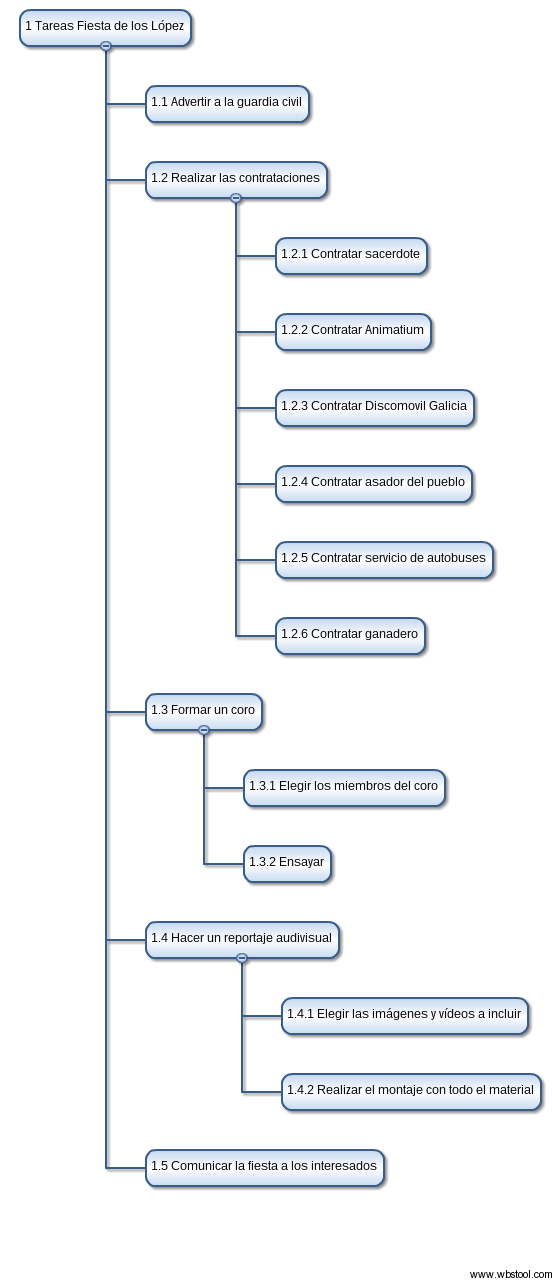 1 Tareas Fiesta de los López
1.1 Advertir a la guardia civil
1.2 Realizar las contrataciones
1.2.1 Contratar sacerdote
1.2.2 Contratar Animatium
1.2.3 Contratar Discomovil Galicia
1.2.4 Contratar asador del pueblo
1.2.5 Contratar servicio de autobuses
1.2.6 Contratar ganadero
1.3 Formar un coro
1.3.1 Elegir los miembros del coro
1.3.2 Ensayar
1.4 Hacer un reportaje audivisual
1.4.1 Elegir las imágenes y vídeos a incluir
1.4.2 Realizar el montaje con todo el material
1.5 Comunicar la fiesta a los interesados
www.wbstool.com